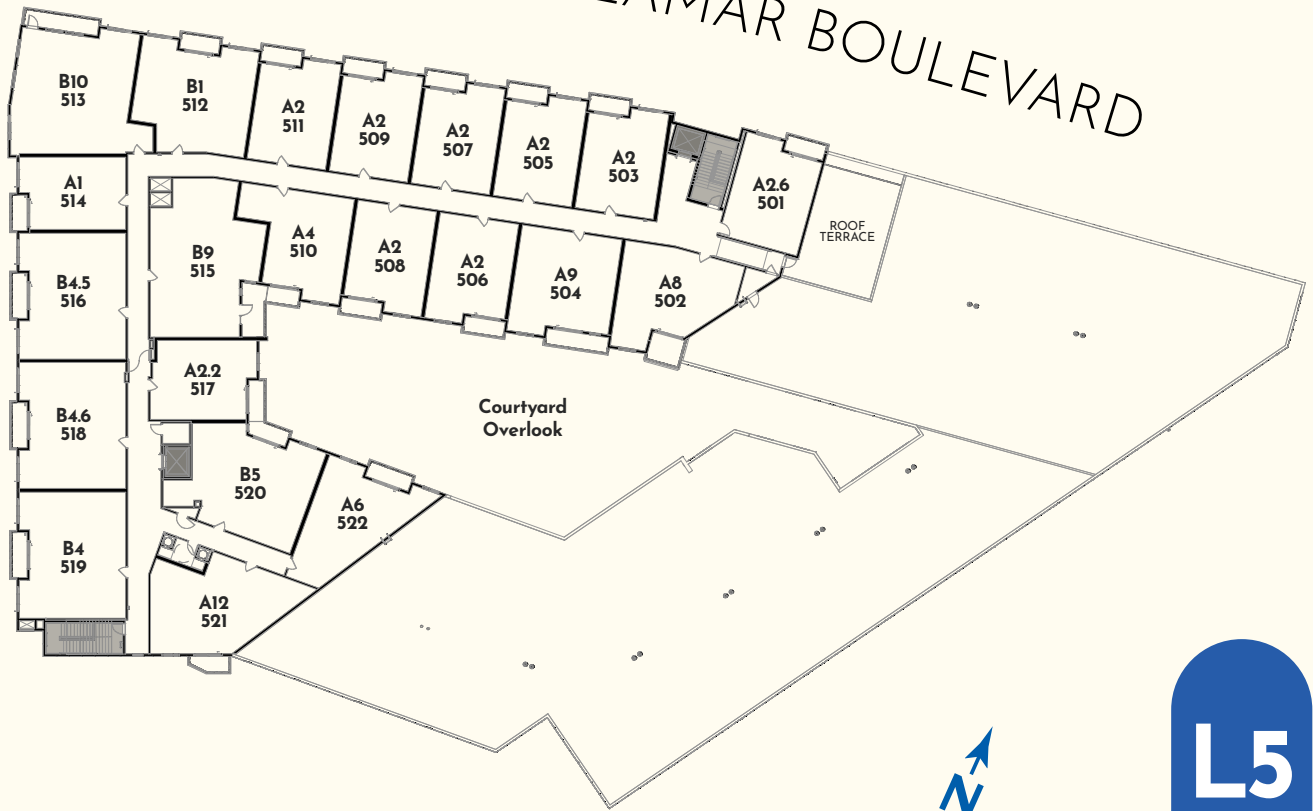 LAMAR BOULEVARD
B10
513
B1
512
A2
511
A2
509
A2
507
A2
505
A2
503
A2.6
501
ROOF
TERRACE
A1
514
B9
515
A4
510
A2
508
A2
506
A9
504
A8
502
B4.5
516
A2.2
517
B4.6
518
Courtyard
Overlook
B5
520
A6
522
B4
519
A12
521
N
L5